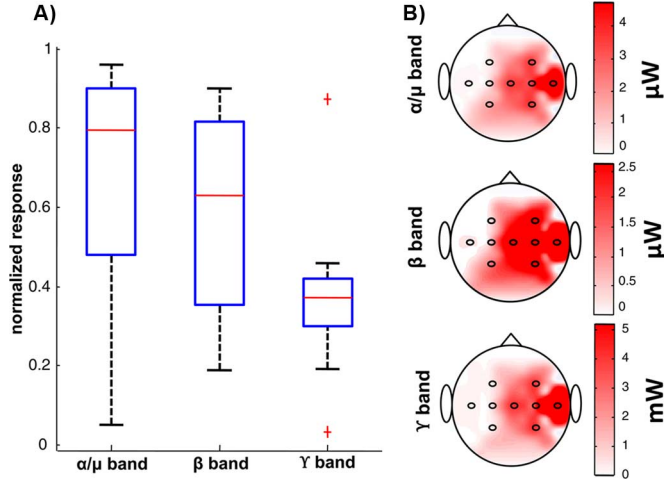 A)
normalized response
1
0.8
0.6
0.4
0.2
0
α/μ band
β band
ϒ band
B)
α/μ band
4
3
2
1
0
μW
β band
2.5
2
1.5
1
0.5
0
μW
ϒ band
5
4
3
2
1
0
mW